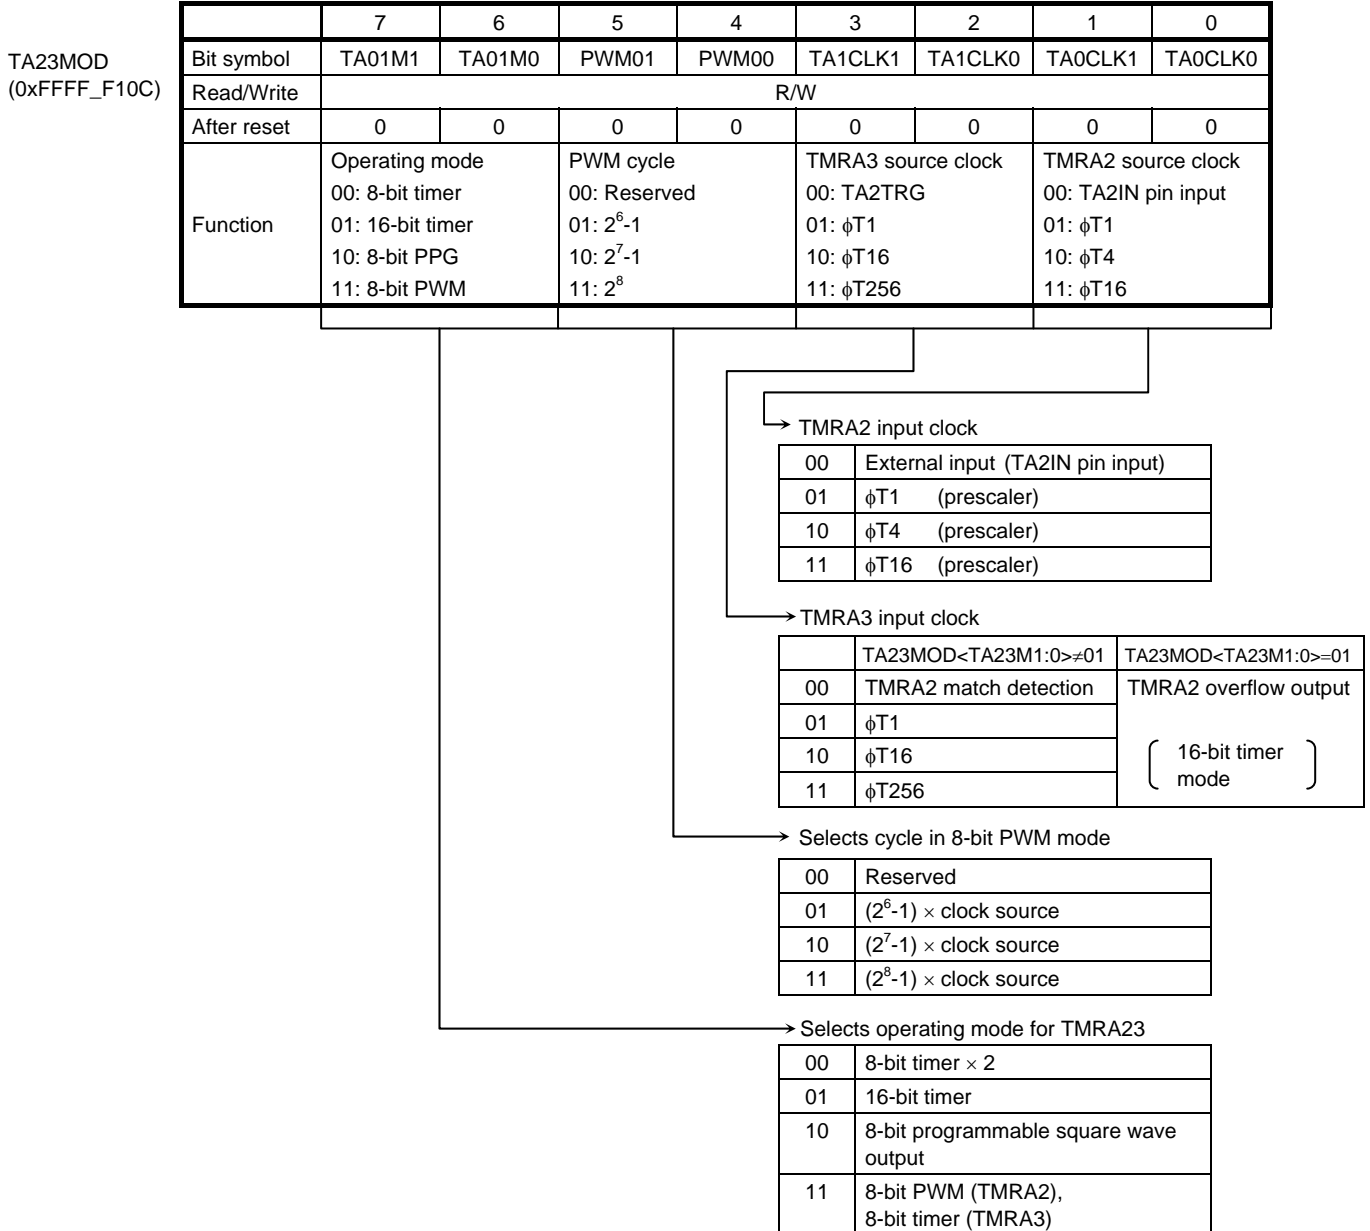 TA23MOD
(0xFFFF_F10C)
7 6 5 4 3 2 1 0
Bit symbol TA01M1 TA01M0 PWM01 PWM00 TA1CLK1 TA1CLK0 TA0CLK1 TA0CLK0
Read/Write R/W
After reset 0 0 0 0 0 0 0 0
Function
Operating mode
00: 8-bit timer
01: 16-bit timer
10: 8-bit PPG
11: 8-bit PWM
PWM cycle
00: Reserved
01: 2⁶-1
10: 2⁷-1
11: 2⁸
TMRA3 source clock
00: TA2TRG
01: ϕT1
10: ϕT16
11: ϕT256
TMRA2 source clock
00: TA2IN pin input
01: ϕT1
10: ϕT4
11: ϕT16
TMRA2 input clock
00 External input (TA2IN pin input)
01 ϕT1 (prescaler)
10 ϕT4 (prescaler)
11 ϕT16 (prescaler)
TMRA3 input clock
TA23MOD<TA23M1:0>≠01 TA23MOD<TA23M1:0>=01
00 TMRA2 match detection TMRA2 overflow output
01 ϕT1
10 ϕT16
11 ϕT256
16-bit timer
mode
Selects cycle in 8-bit PWM mode
00 Reserved
01 (2⁶-1) × clock source
10 (2⁷-1) × clock source
11 (2⁸-1) × clock source
Selects operating mode for TMRA23
00 8-bit timer × 2
01 16-bit timer
10 8-bit programmable square wave
output
11 8-bit PWM (TMRA2),
8-bit timer (TMRA3)